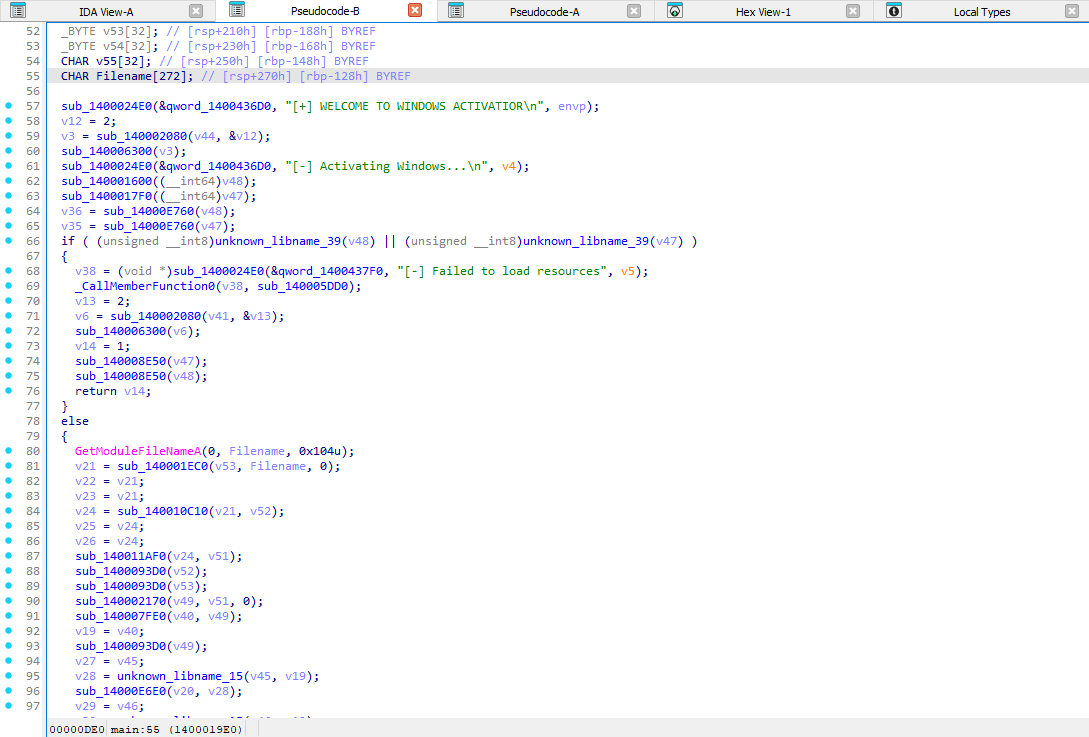 IDA View-A Pseudocode-B Pseudocode-A Hex View-1 Local Types
52 _BYTE v53[32]; // [rsp+210h] [rbp-188h] BYREF
53 _BYTE v54[32]; // [rsp+230h] [rbp-168h] BYREF
54 CHAR v55[32]; // [rsp+250h] [rbp-148h] BYREF
55 CHAR Filename[272]; // [rsp+270h] [rbp-128h] BYREF
56
57 sub_1400024E0(&qword_1400436D0, "[+] WELCOME TO WINDOWS ACTIVATIOR\n", envp);
58 v12 = 2;
59 v3 = sub_140002080(v44, &v12);
60 sub_140006300(v3);
61 sub_1400024E0(&qword_1400436D0, "[-] Activating Windows...\n", v4);
62 sub_140001600((__int64)v48);
63 sub_1400017F0((__int64)v47);
64 v36 = sub_14000E760(v48);
65 v35 = sub_14000E760(v47);
66 if ( (unsigned __int8)unknown_libname_39(v48) || (unsigned __int8)unknown_libname_39(v47) )
67 {
68 v38 = (void *)sub_1400024E0(&qword_1400437F0, "[-] Failed to load resources", v5);
69 _CallMemberFunction0(v38, sub_140005DD0);
70 v13 = 2;
71 v6 = sub_140002080(v41, &v13);
72 sub_140006300(v6);
73 v14 = 1;
74 sub_140008E50(v47);
75 sub_140008E50(v48);
76 return v14;
77 }
78 else
79 {
80 GetModuleFileNameA(0, Filename, 0x104u);
81 v21 = sub_140001EC0(v53, Filename, 0);
82 v22 = v21;
83 v23 = v21;
84 v24 = sub_140010C10(v21, v52);
85 v25 = v24;
86 v26 = v24;
87 sub_140011AF0(v24, v51);
88 sub_1400093D0(v52);
89 sub_1400093D0(v53);
90 sub_140002170(v49, v51, 0);
91 sub_140007FE0(v40, v49);
92 v19 = v40;
93 sub_1400093D0(v49);
94 v27 = v45;
95 v28 = unknown_libname_15(v45, v19);
96 sub_14000E6E0(v20, v28);
97 v29 = v46;
00000DE0 main:55 (1400019E0)